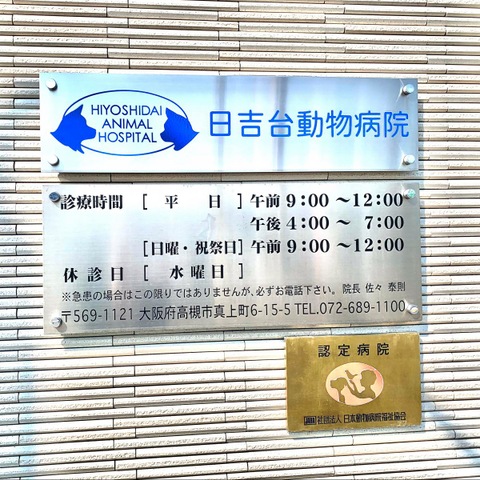 HIYOSHIDAI
ANIMAL
HOSPITAL
日吉台動物病院
診療時間 [ 平 日 ] 午前 9:00 ～12:00
午後 4:00 ～ 7:00
[日曜・祝祭日] 午前 9:00 ～12:00
休 診 日 [ 水 曜 日 ]
※急患の場合はこの限りではありませんが、必ずお電話下さい。院長 佐々 泰則
〒569-1121 大阪府高槻市真上町6-15-5 TEL.072-689-1100
認定病院
社団法人 日本動物病院福祉協会